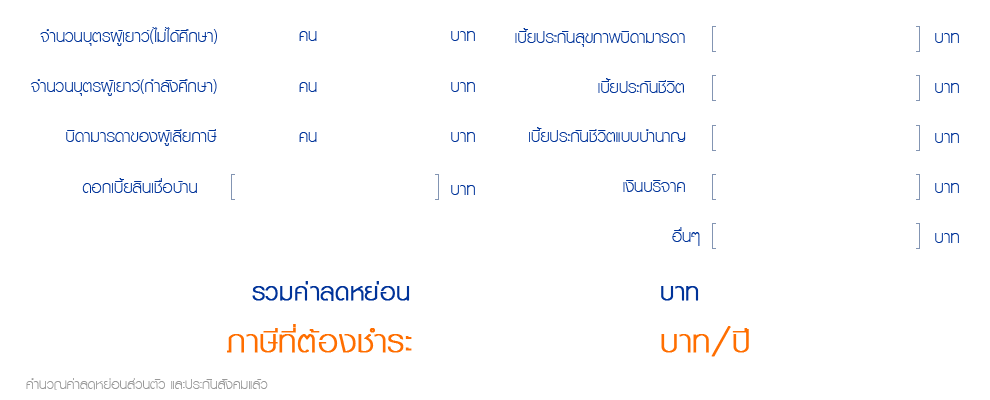 จำนวนบุตรผู้เยาว์(ไม่ได้ศึกษา) คน บาท
เบี้ยประกันสุขภาพบิดามารดา [ ] บาท
จำนวนบุตรผู้เยาว์(กำลังศึกษา) คน บาท
เบี้ยประกันชีวิต [ ] บาท
บิดามารดาของผู้เสียภาษี คน บาท
เบี้ยประกันชีวิตแบบบำนาญ [ ] บาท
ดอกเบี้ยสินเชื่อบ้าน [ ] บาท
เงินบริจาค [ ] บาท
อื่นๆ [ ] บาท
รวมค่าลดหย่อน บาท
ภาษีที่ต้องชำระ บาท/ปี
คำนวณค่าลดหย่อนส่วนตัว และประกันสังคมแล้ว